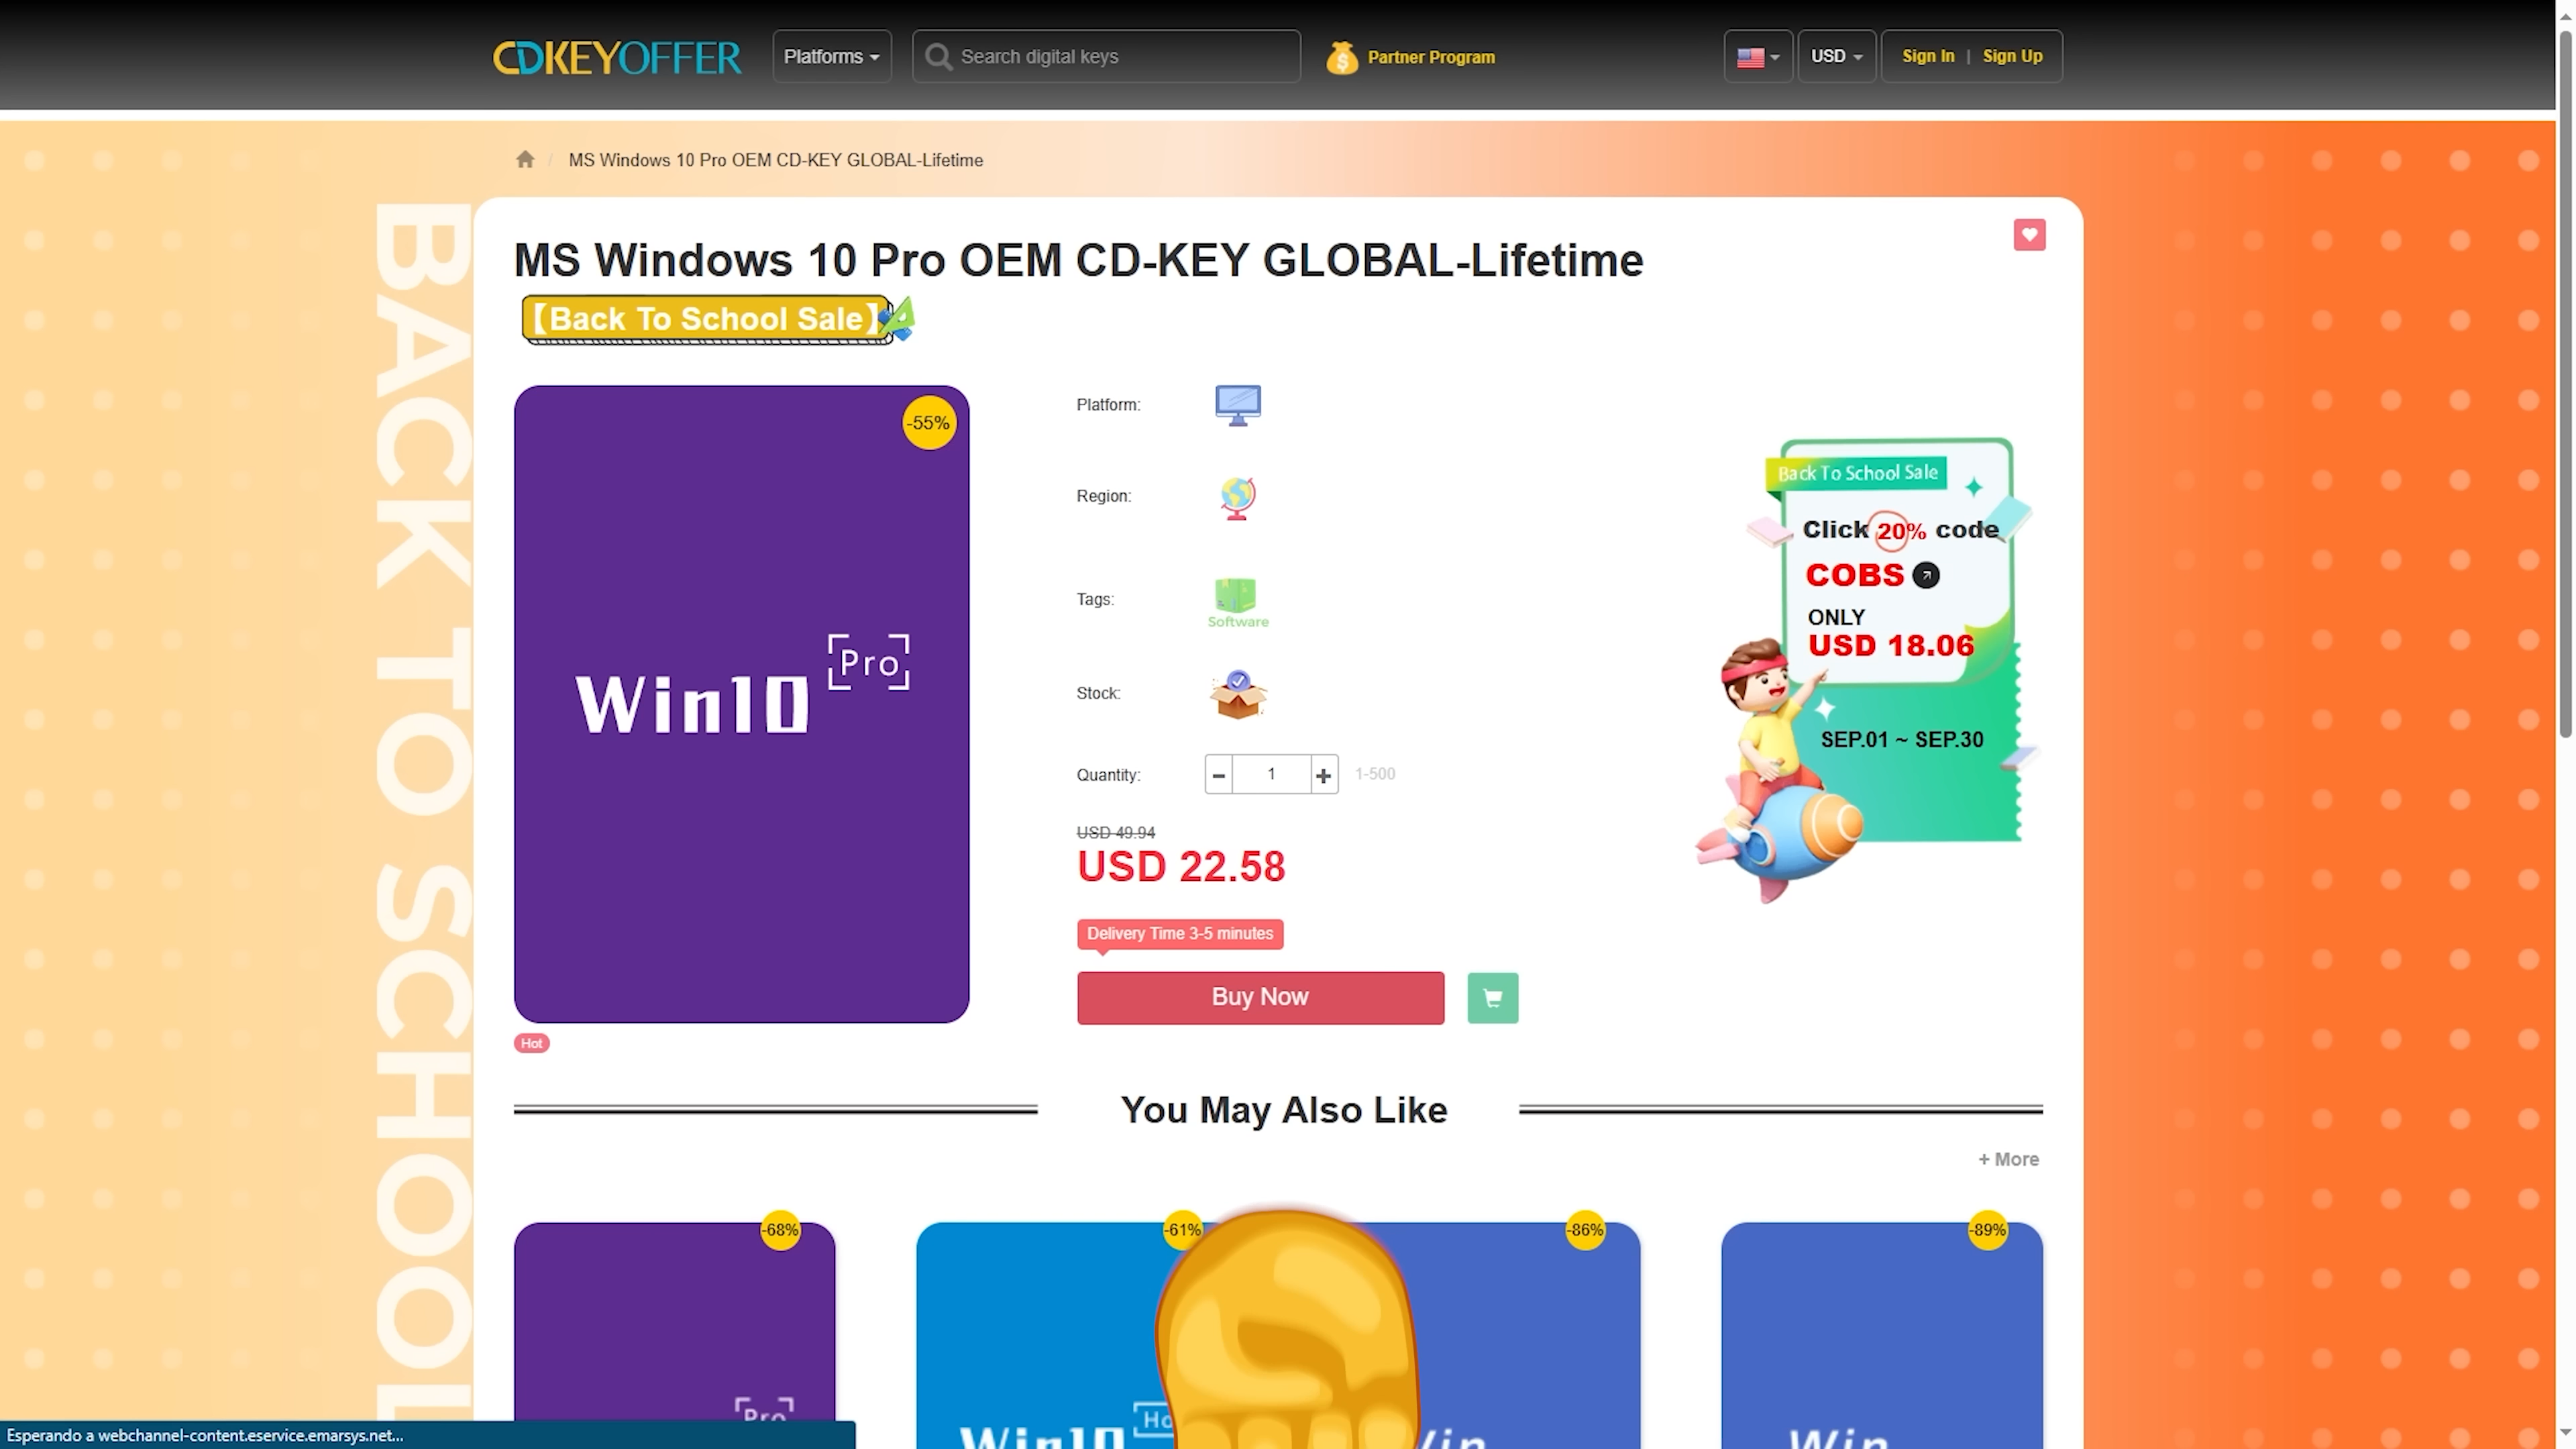 CDKEYOFFER
Platforms
Search digital keys
Partner Program
USD
Sign In | Sign Up
/ MS Windows 10 Pro OEM CD-KEY GLOBAL-Lifetime
BACK TO SCHOOL
MS Windows 10 Pro OEM CD-KEY GLOBAL-Lifetime
【Back To School Sale】
-55%
Win10 Pro
Hot
Platform:
Region:
Tags:
Software
Stock:
Quantity:
- 1 + 1-500
USD 49.94
USD 22.58
Delivery Time 3-5 minutes
Buy Now
Back To School Sale
Click 20% code
COBS
ONLY
USD 18.06
SEP.01 ~ SEP.30
You May Also Like
+ More
-68%
-61%
-86%
-89%
Pro
Win10
Win
Esperando a webchannel-content.eservice.emarsys.net...